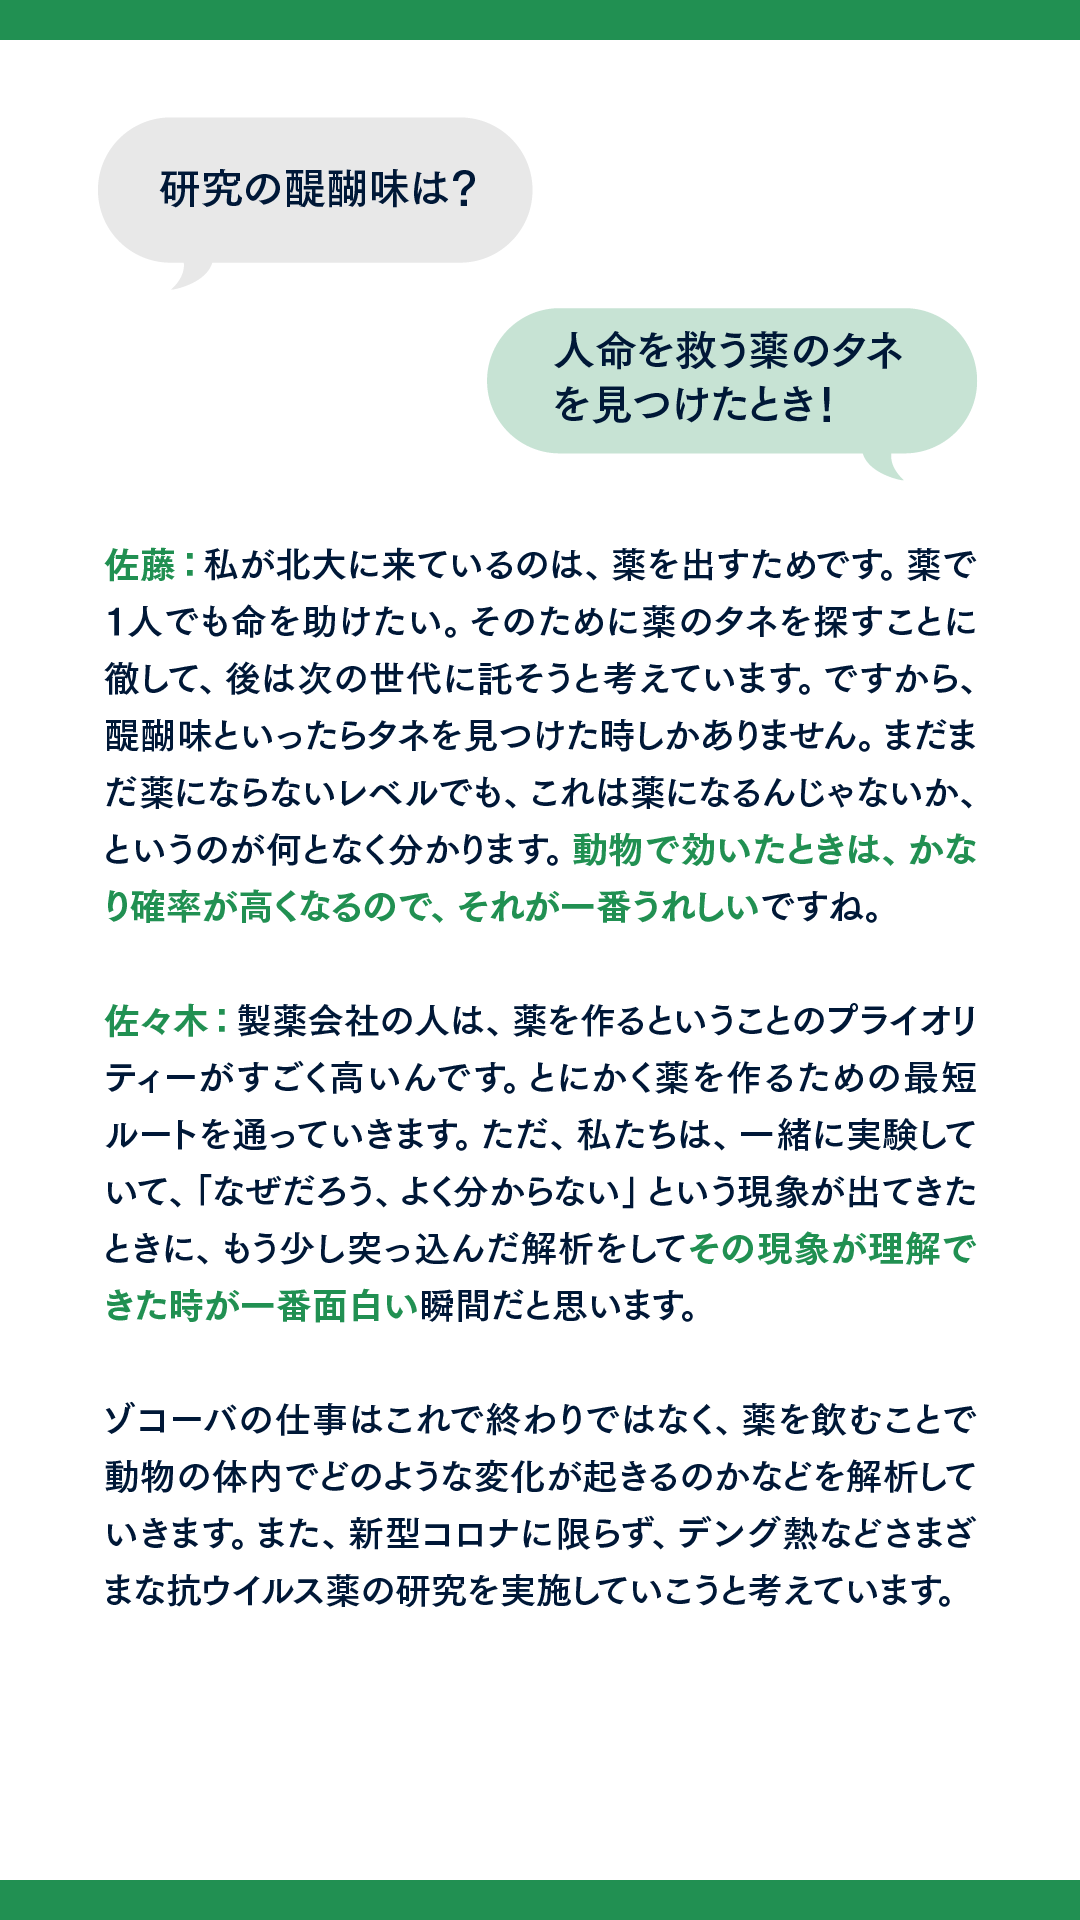 研究の醍醐味は？
人命を救う薬のタネ
を見つけたとき！
佐藤：私が北大に来ているのは、薬を出すためです。薬で
1人でも命を助けたい。そのために薬のタネを探すことに
徹して、後は次の世代に託そうと考えています。ですから、
醍醐味といったらタネを見つけた時しかありません。まだま
だ薬にならないレベルでも、これは薬になるんじゃないか、
というのが何となく分かります。動物で効いたときは、かな
り確率が高くなるので、それが一番うれしいですね。
佐々木：製薬会社の人は、薬を作るということのプライオリ
ティーがすごく高いんです。とにかく薬を作るための最短
ルートを通っていきます。ただ、私たちは、一緒に実験して
いて、「なぜだろう、よく分からない」という現象が出てきた
ときに、もう少し突っ込んだ解析をしてその現象が理解で
きた時が一番面白い瞬間だと思います。
ゾコーバの仕事はこれで終わりではなく、薬を飲むことで
動物の体内でどのような変化が起きるのかなどを解析して
いきます。また、新型コロナに限らず、デング熱などさまざ
まな抗ウイルス薬の研究を実施していこうと考えています。